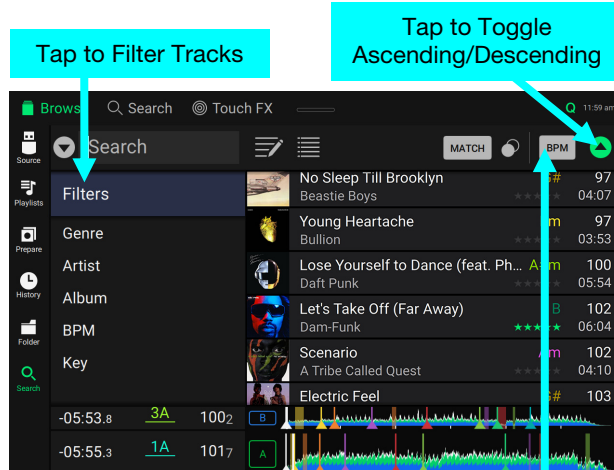 Tap to Filter Tracks
Tap to Toggle
Ascending/Descending
Brows
Search
Touch FX
Q
11:59 am
Source
Search
MATCH
BPM
Playlists
Prepare
History
Folder
Search
Filters
Genre
Artist
Album
BPM
Key
No Sleep Till Brooklyn
G#
97
Beastie Boys
04:07
Young Heartache
m
97
Bullion
03:53
Lose Yourself to Dance (feat. Ph...
A#m
100
Daft Punk
05:54
Let's Take Off (Far Away)
B
102
Dam-Funk
06:04
Scenario
Am
102
A Tribe Called Quest
04:10
Electric Feel
G#
103
-05:53.8
3A
1002
B
-05:55.3
1A
1017
A